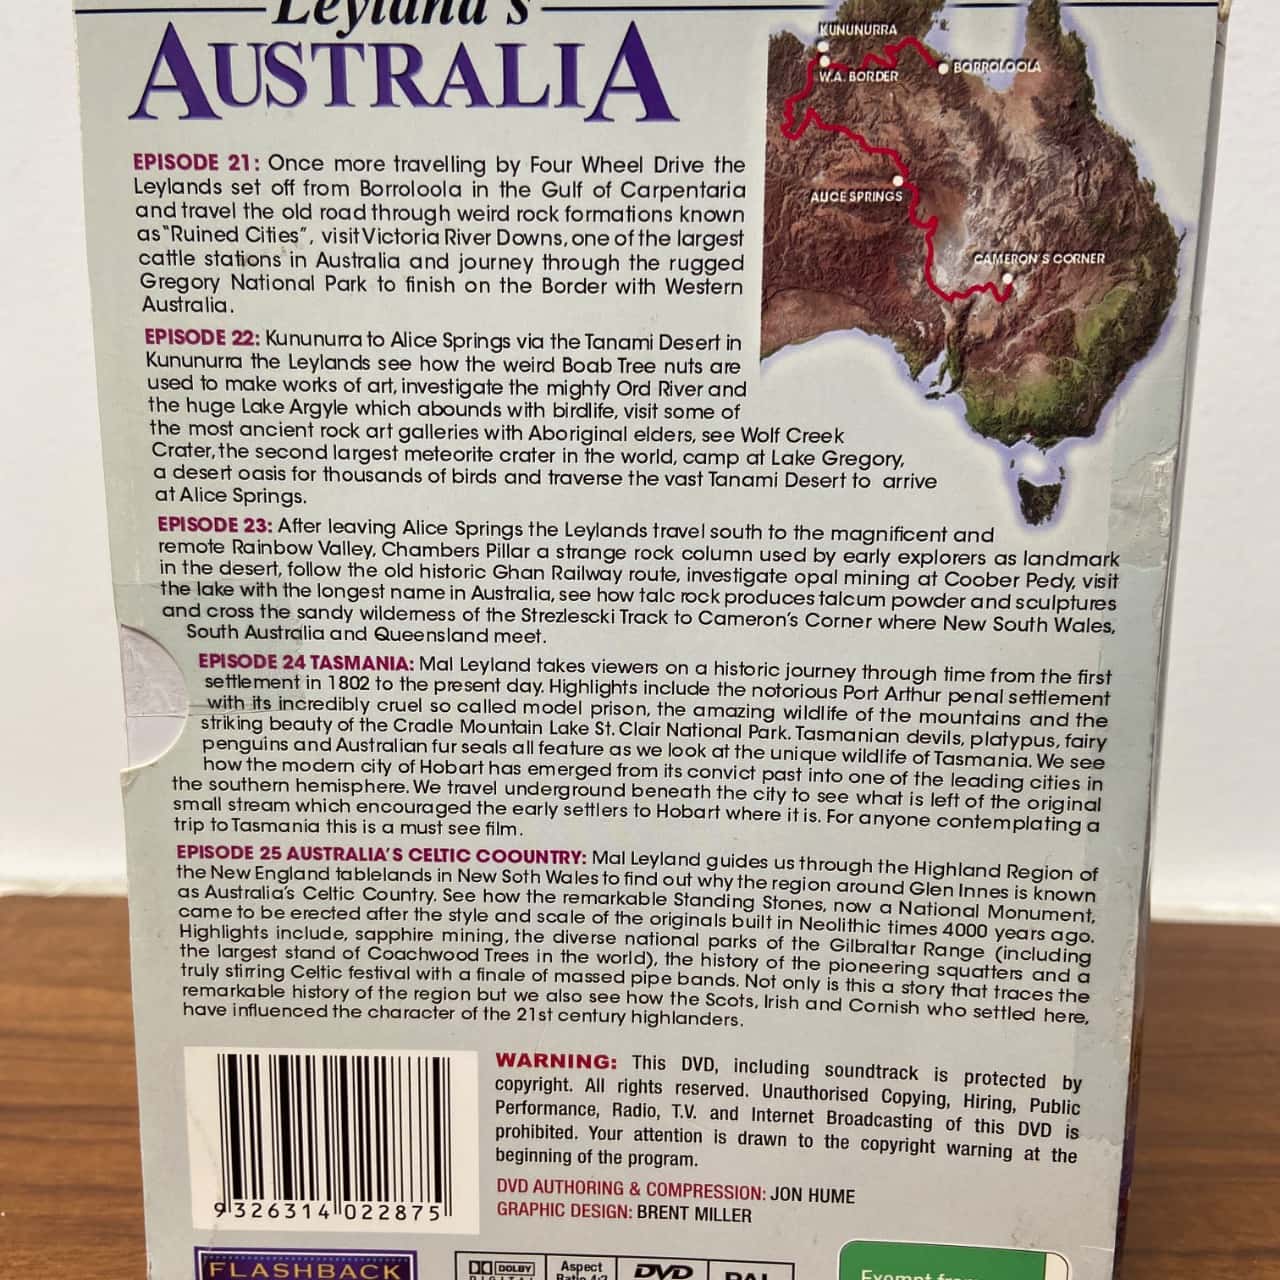 Leyland's
AUSTRALIA
KUNUNURRA
W.A. BORDER
BORROLOOLA
ALICE SPRINGS
CAMERON'S CORNER
EPISODE 21: Once more travelling by Four Wheel Drive the
Leylands set off from Borroloola in the Gulf of Carpentaria
and travel the old road through weird rock formations known
as "Ruined Cities", visit Victoria River Downs, one of the largest
cattle stations in Australia and journey through the rugged
Gregory National Park to finish on the Border with Western
Australia.
EPISODE 22: Kununurra to Alice Springs via the Tanami Desert in
Kununurra the Leylands see how the weird Boab Tree nuts are
used to make works of art, investigate the mighty Ord River and
the huge Lake Argyle which abounds with birdlife, visit some of
the most ancient rock art galleries with Aboriginal elders, see Wolf Creek
Crater, the second largest meteorite crater in the world, camp at Lake Gregory,
a desert oasis for thousands of birds and traverse the vast Tanami Desert to arrive
at Alice Springs.
EPISODE 23: After leaving Alice Springs the Leylands travel south to the magnificent and
remote Rainbow Valley, Chambers Pillar a strange rock column used by early explorers as landmark
in the desert, follow the old historic Ghan Railway route, investigate opal mining at Coober Pedy, visit
the lake with the longest name in Australia, see how talc rock produces talcum powder and sculptures
and cross the sandy wilderness of the Strezlescki Track to Cameron's Corner where New South Wales,
South Australia and Queensland meet.
EPISODE 24 TASMANIA: Mal Leyland takes viewers on a historic journey through time from the first
settlement in 1802 to the present day. Highlights include the notorious Port Arthur penal settlement
with its incredibly cruel so called model prison, the amazing wildlife of the mountains and the
striking beauty of the Cradle Mountain Lake St. Clair National Park. Tasmanian devils, platypus, fairy
penguins and Australian fur seals all feature as we look at the unique wildlife of Tasmania. We see
how the modern city of Hobart has emerged from its convict past into one of the leading cities in
the southern hemisphere. We travel underground beneath the city to see what is left of the original
small stream which encouraged the early settlers to Hobart where it is. For anyone contemplating a
trip to Tasmania this is a must see film.
EPISODE 25 AUSTRALIA'S CELTIC COOUNTRY: Mal Leyland guides us through the Highland Region of
the New England tablelands in New Soth Wales to find out why the region around Glen Innes is known
as Australia's Celtic Country. See how the remarkable Standing Stones, now a National Monument,
came to be erected after the style and scale of the originals built in Neolithic times 4000 years ago.
Highlights include, sapphire mining, the diverse national parks of the Gilbraltar Range (including
the largest stand of Coachwood Trees in the world), the history of the pioneering squatters and a
truly stirring Celtic festival with a finale of massed pipe bands. Not only is this a story that traces the
remarkable history of the region but we also see how the Scots, Irish and Cornish who settled here,
have influenced the character of the 21st century highlanders.
WARNING: This DVD, including soundtrack is protected by
copyright. All rights reserved. Unauthorised Copying, Hiring, Public
Performance, Radio, T.V. and Internet Broadcasting of this DVD is
prohibited. Your attention is drawn to the copyright warning at the
beginning of the program.
DVD AUTHORING & COMPRESSION: JON HUME
GRAPHIC DESIGN: BRENT MILLER
9 326314 022875
FLASHBACK
DOLBY
DIGITAL
Aspect
Ratio 4:3
DVD
PAL
Exempt from